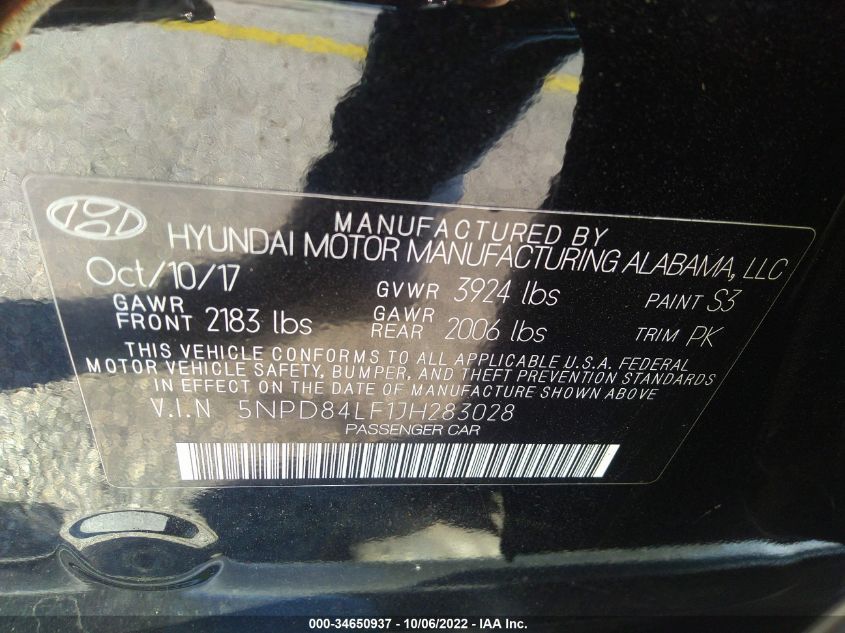 MANUFACTURED BY
HYUNDAI MOTOR MANUFACTURING ALABAMA, LLC
Oct/10/17 GVWR 3924 lbs PAINT S3
GAWR FRONT 2183 lbs GAWR REAR 2006 lbs TRIM PK
THIS VEHICLE CONFORMS TO ALL APPLICABLE U.S.A. FEDERAL
MOTOR VEHICLE SAFETY, BUMPER, AND THEFT PREVENTION STANDARDS
IN EFFECT ON THE DATE OF MANUFACTURE SHOWN ABOVE.
V.I.N 5NPD84LF1JH283028
PASSENGER CAR
000-34650937 - 10/06/2022 - IAA Inc.